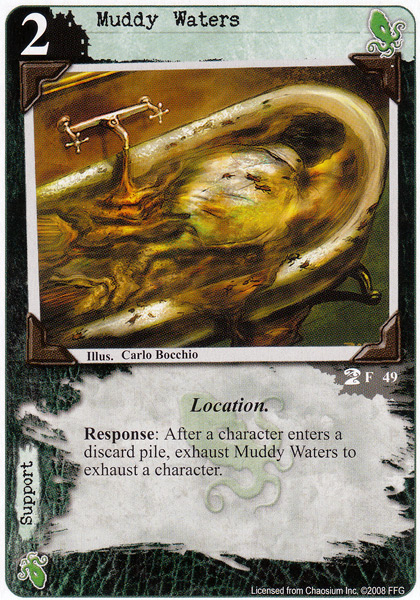 2
Muddy Waters
Illus. Carlo Bocchio
F 49
Location.
Response: After a character enters a
discard pile, exhaust Muddy Waters to
exhaust a character.
Support
Licensed from Chaosium Inc. ©2008 FFG